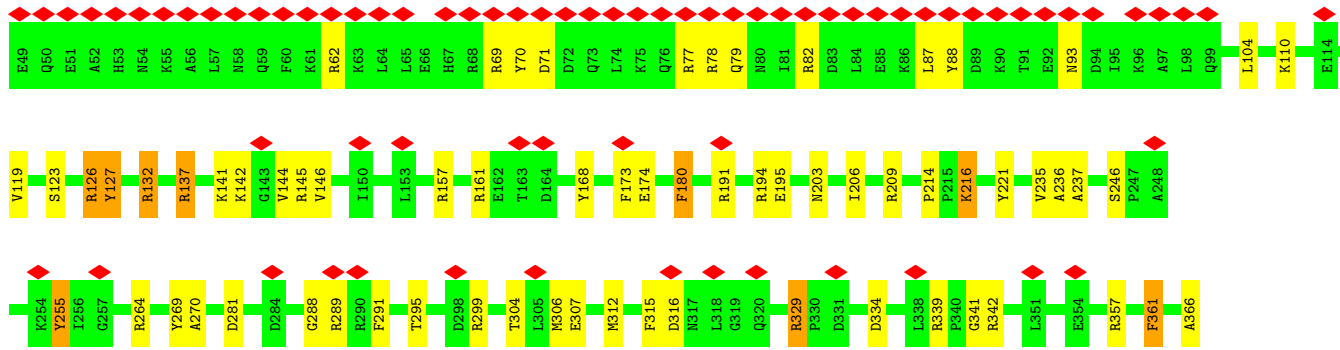 E49 Q50 E51 A52 H53 N54 K55 A56 L57 N58 Q59 F60 K61 R62 K63 L64 L65 E66 H67 R68 R69 Y70 D71 D72 Q73 L74 K75 Q76 R77 R78 Q79 N80 I81 R82 D83 L84 E85 K86 L87 Y88 D89 K90 T91 E92 N93 D94 I95 K96 A97 L98 Q99 L104 K110 E114
V119 S123 R126 Y127 R132 R137 K141 K142 G143 V144 R145 V146 I150 L153 R157 R161 E162 T163 D164 Y168 F173 E174 F180 R191 R194 E195 N203 I206 R209 P214 P215 K216 Y221 V235 A236 A237 S246 P247 A248
K254 Y255 I256 G257 R264 Y269 A270 D281 D284 G288 R289 R290 F291 T295 D298 R299 T304 L305 M306 E307 M312 F315 D316 N317 L318 G319 Q320 R329 P330 D331 D334 L338 R339 P340 G341 R342 L351 E354 R357 F361 A366